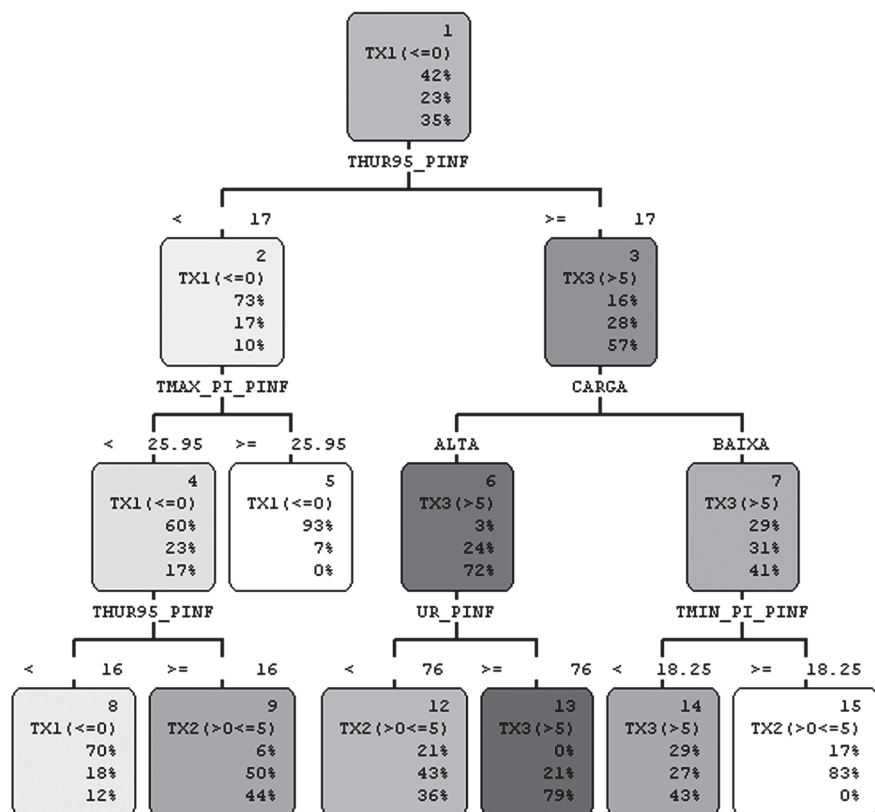 1
TX1(<=0)
42%
23%
35%
THUR95_PINF
< 17 >= 17
2
TX1(<=0)
73%
17%
10%
TMAX_PI_PINF
3
TX3(>5)
16%
28%
57%
CARGA
< 25.95 >= 25.95 ALTA BAIXA
4
TX1(<=0)
60%
23%
17%
THUR95_PINF
5
TX1(<=0)
93%
7%
0%
6
TX3(>5)
3%
24%
72%
UR_PINF
7
TX3(>5)
29%
31%
41%
TMIN_PI_PINF
< 16 >= 16 < 76 >= 76 < 18.25 >= 18.25
8
TX1(<=0)
70%
18%
12%
9
TX2(>0<=5)
6%
50%
44%
12
TX2(>0<=5)
21%
43%
36%
13
TX3(>5)
0%
21%
79%
14
TX3(>5)
29%
27%
43%
15
TX2(>0<=5)
17%
83%
0%